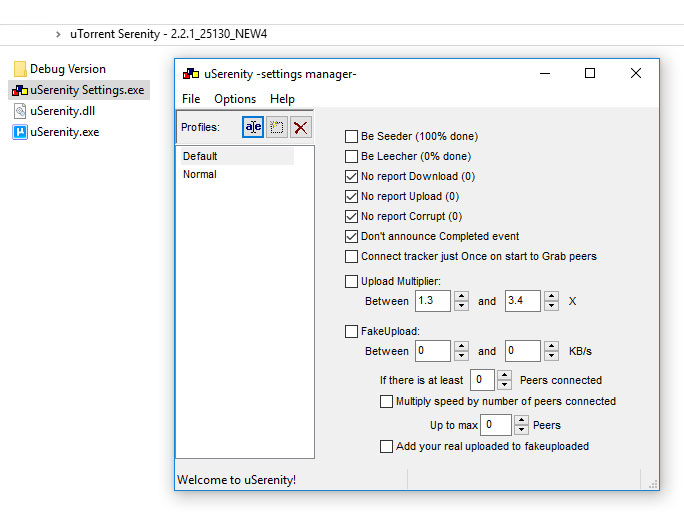 uTorrent Serenity - 2.2.1_25130_NEW4
Debug Version
uSerenity Settings.exe
uSerenity.dll
uSerenity.exe
uSerenity -settings manager-
File Options Help
Profiles:
Default
Normal
Be Seeder (100% done)
Be Leecher (0% done)
No report Download (0)
No report Upload (0)
No report Corrupt (0)
Don't announce Completed event
Connect tracker just Once on start to Grab peers
Upload Multiplier:
Between 1.3 and 3.4 X
FakeUpload:
Between 0 and 0 KB/s
If there is at least 0 Peers connected
Multiply speed by number of peers connected
Up to max 0 Peers
Add your real uploaded to fakeuploaded
Welcome to uSerenity!